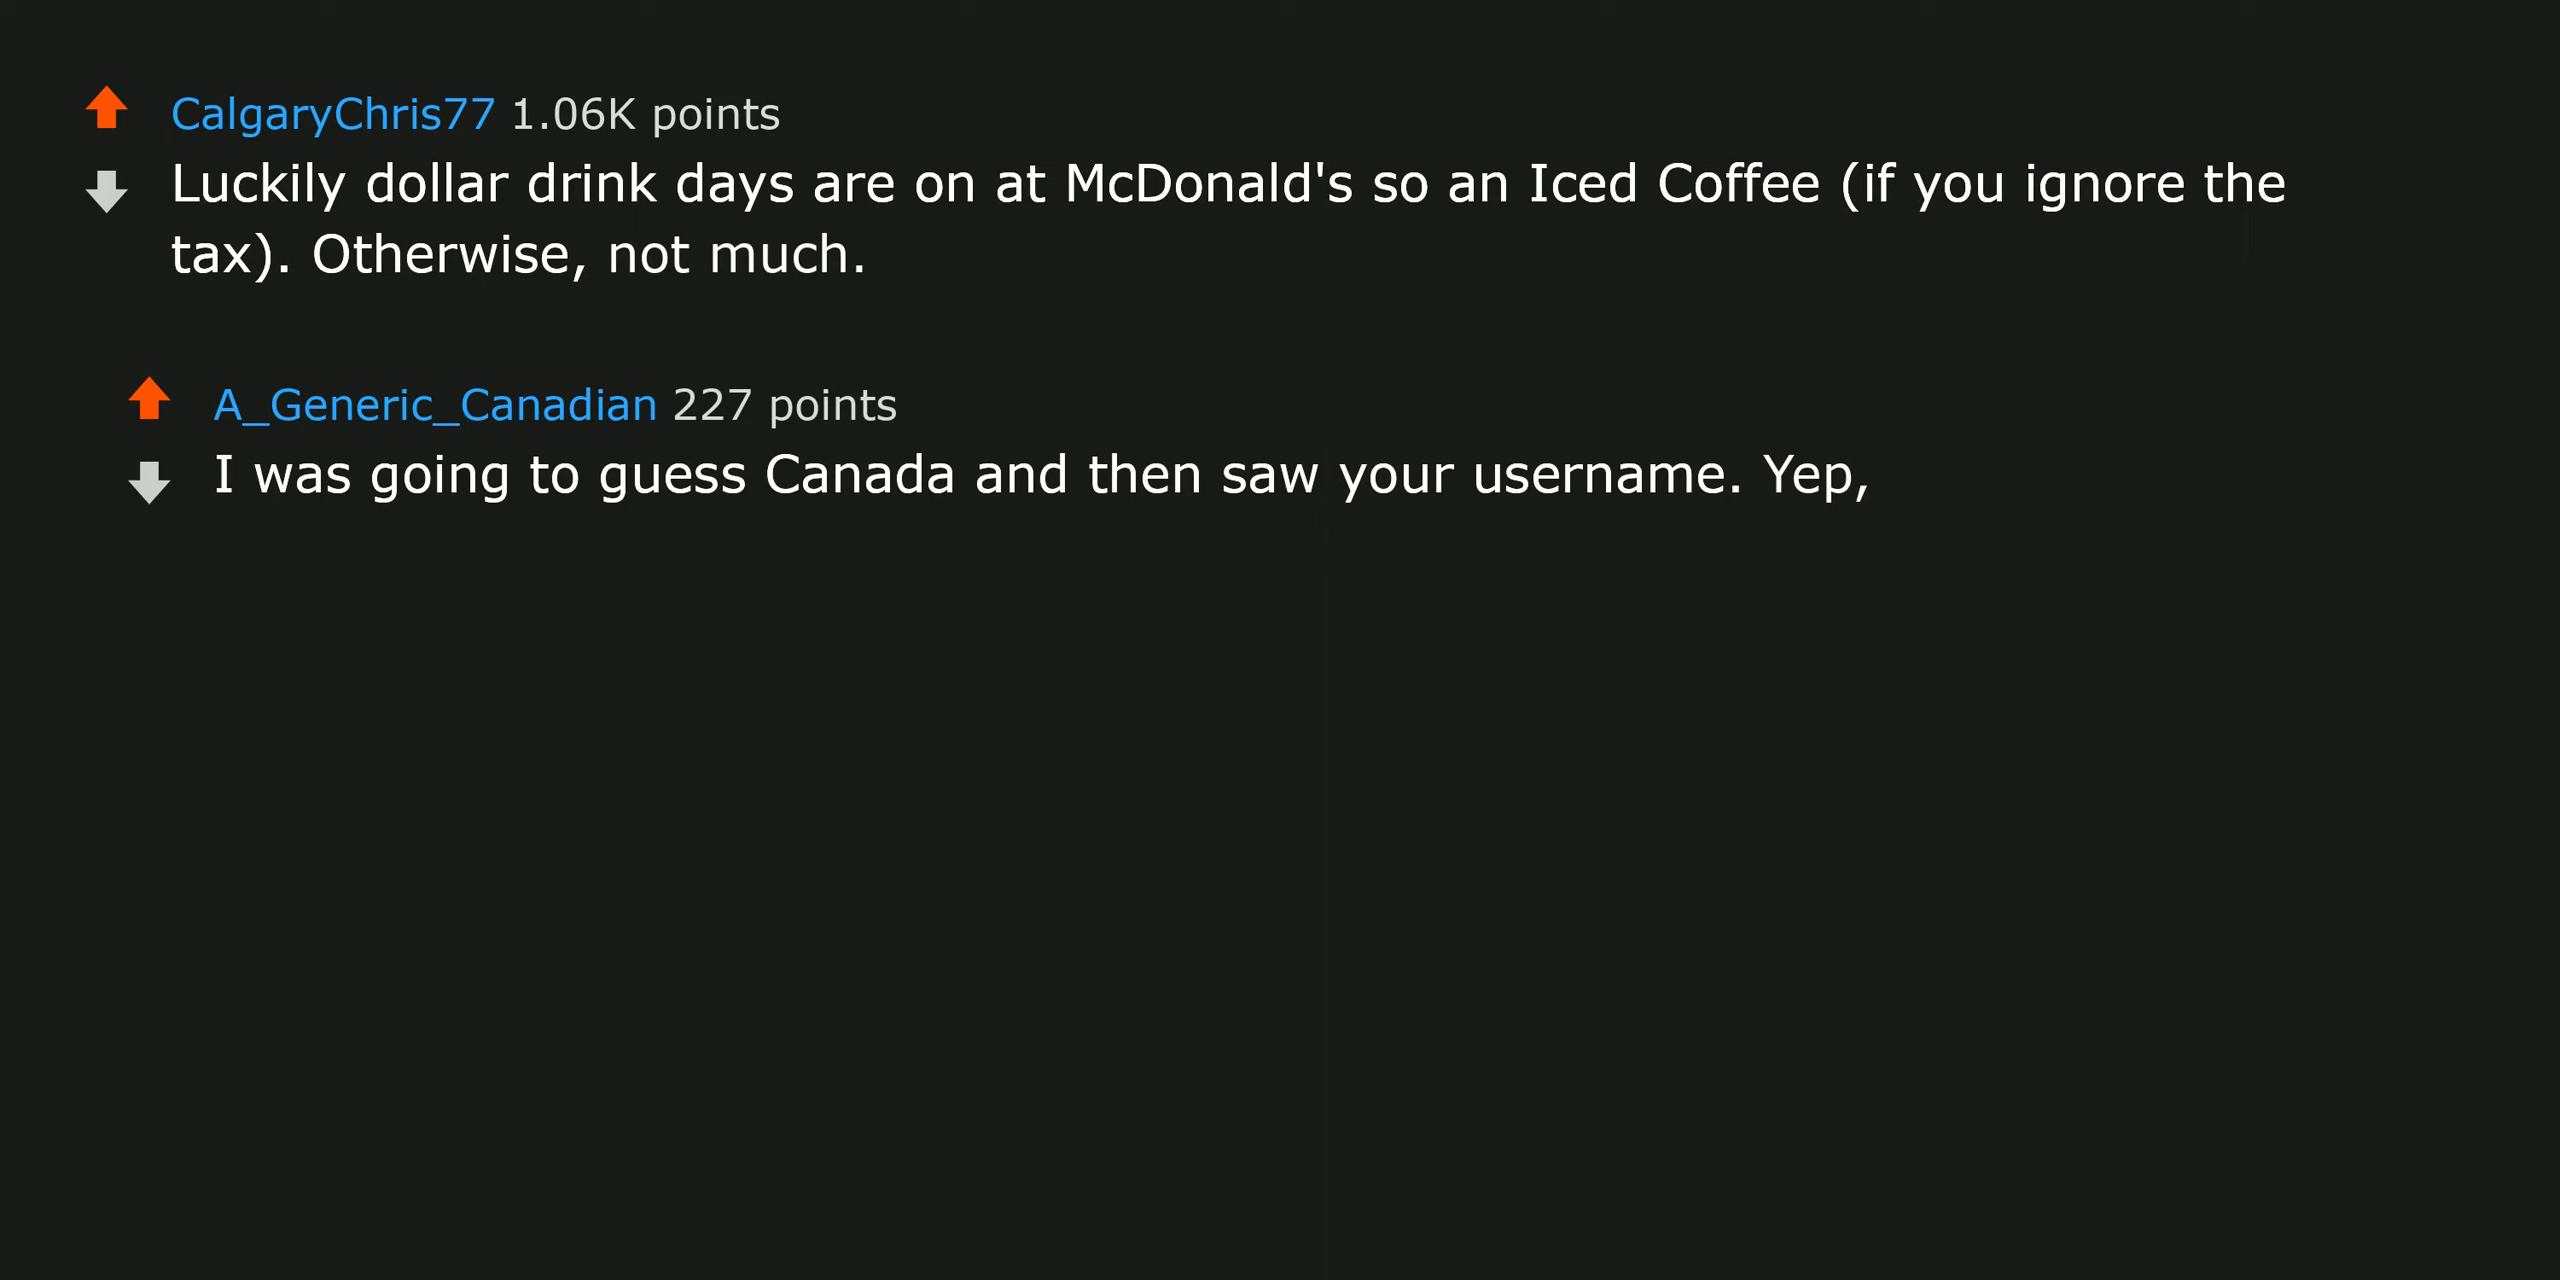 CalgaryChris77 1.06K points
Luckily dollar drink days are on at McDonald's so an Iced Coffee (if you ignore the
tax). Otherwise, not much.
A_Generic_Canadian 227 points
I was going to guess Canada and then saw your username. Yep,